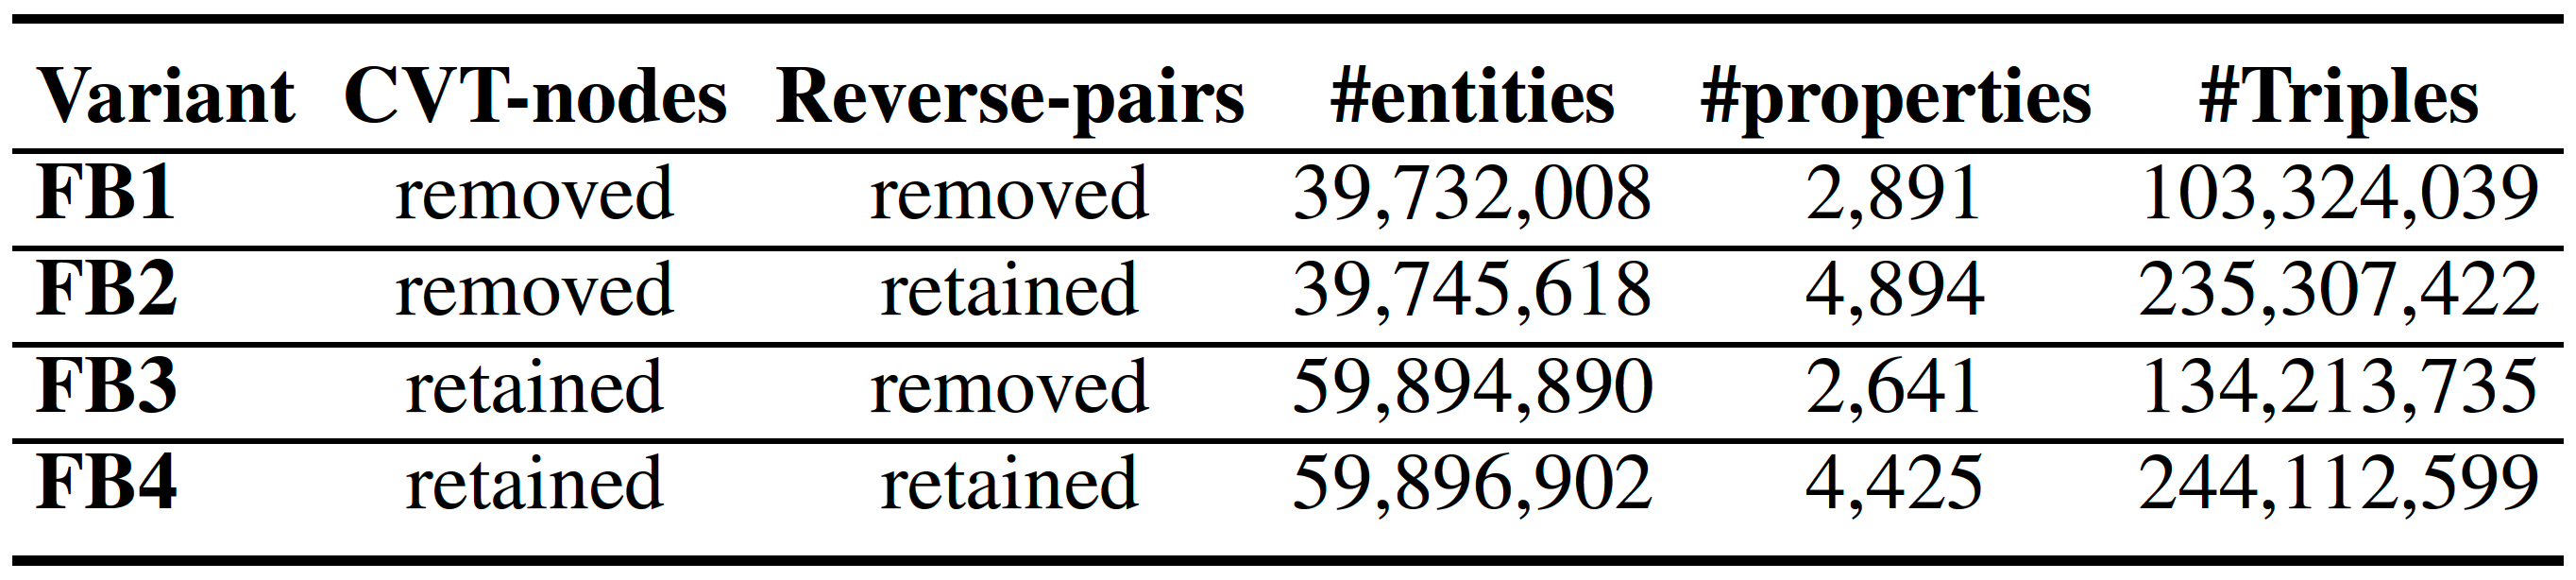 Variant CVT-nodes Reverse-pairs #entities #properties #Triples
FB1 removed removed 39,732,008 2,891 103,324,039
FB2 removed retained 39,745,618 4,894 235,307,422
FB3 retained removed 59,894,890 2,641 134,213,735
FB4 retained retained 59,896,902 4,425 244,112,599